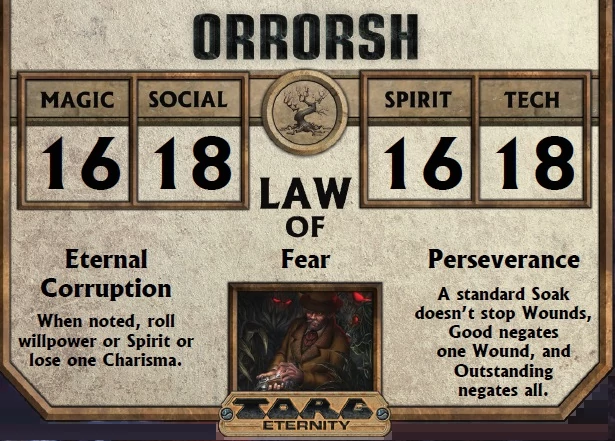 ORRORSH
MAGIC
SOCIAL
SPIRIT
TECH
16
18
16
18
LAW
OF
Eternal
Corruption
When noted, roll
willpower or Spirit or
lose one Charisma.
Fear
Perseverance
A standard Soak
doesn't stop Wounds,
Good negates
one Wound, and
Outstanding
negates all.
TORG
ETERNITY